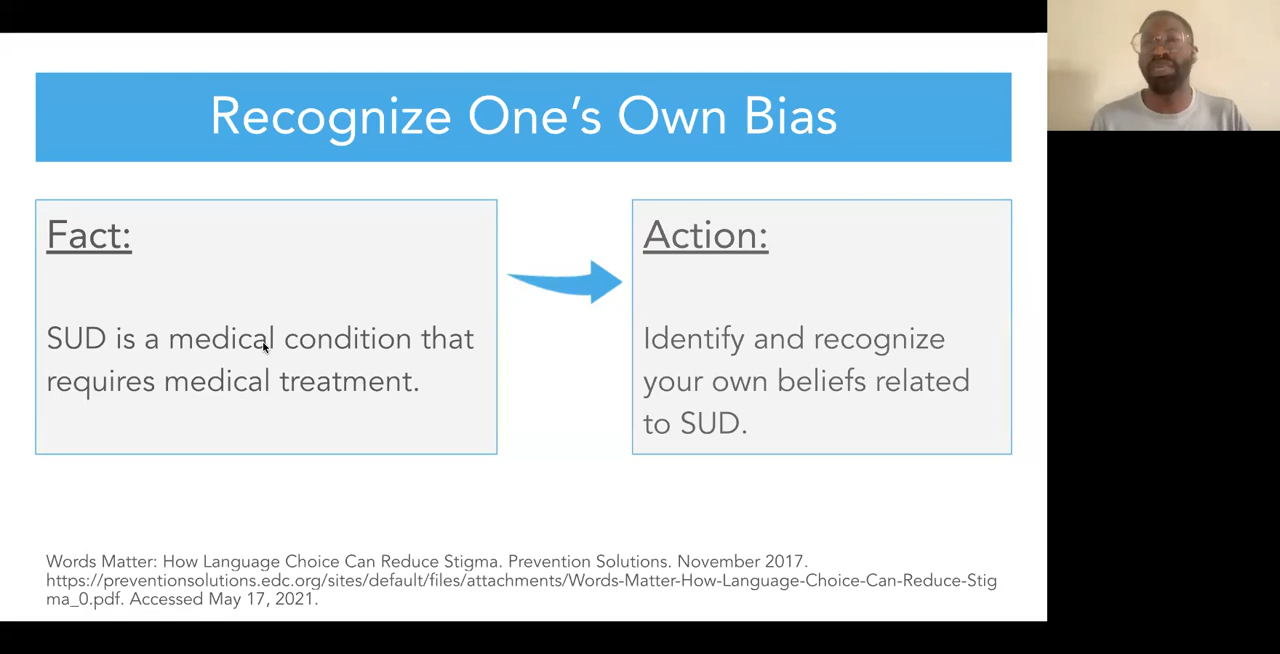 Recognize One's Own Bias
Fact:
SUD is a medical condition that
requires medical treatment.
Action:
Identify and recognize
your own beliefs related
to SUD.
Words Matter: How Language Choice Can Reduce Stigma. Prevention Solutions. November 2017.
https://preventionsolutions.edc.org/sites/default/files/attachments/Words-Matter-How-Language-Choice-Can-Reduce-Stig
ma_0.pdf. Accessed May 17, 2021.